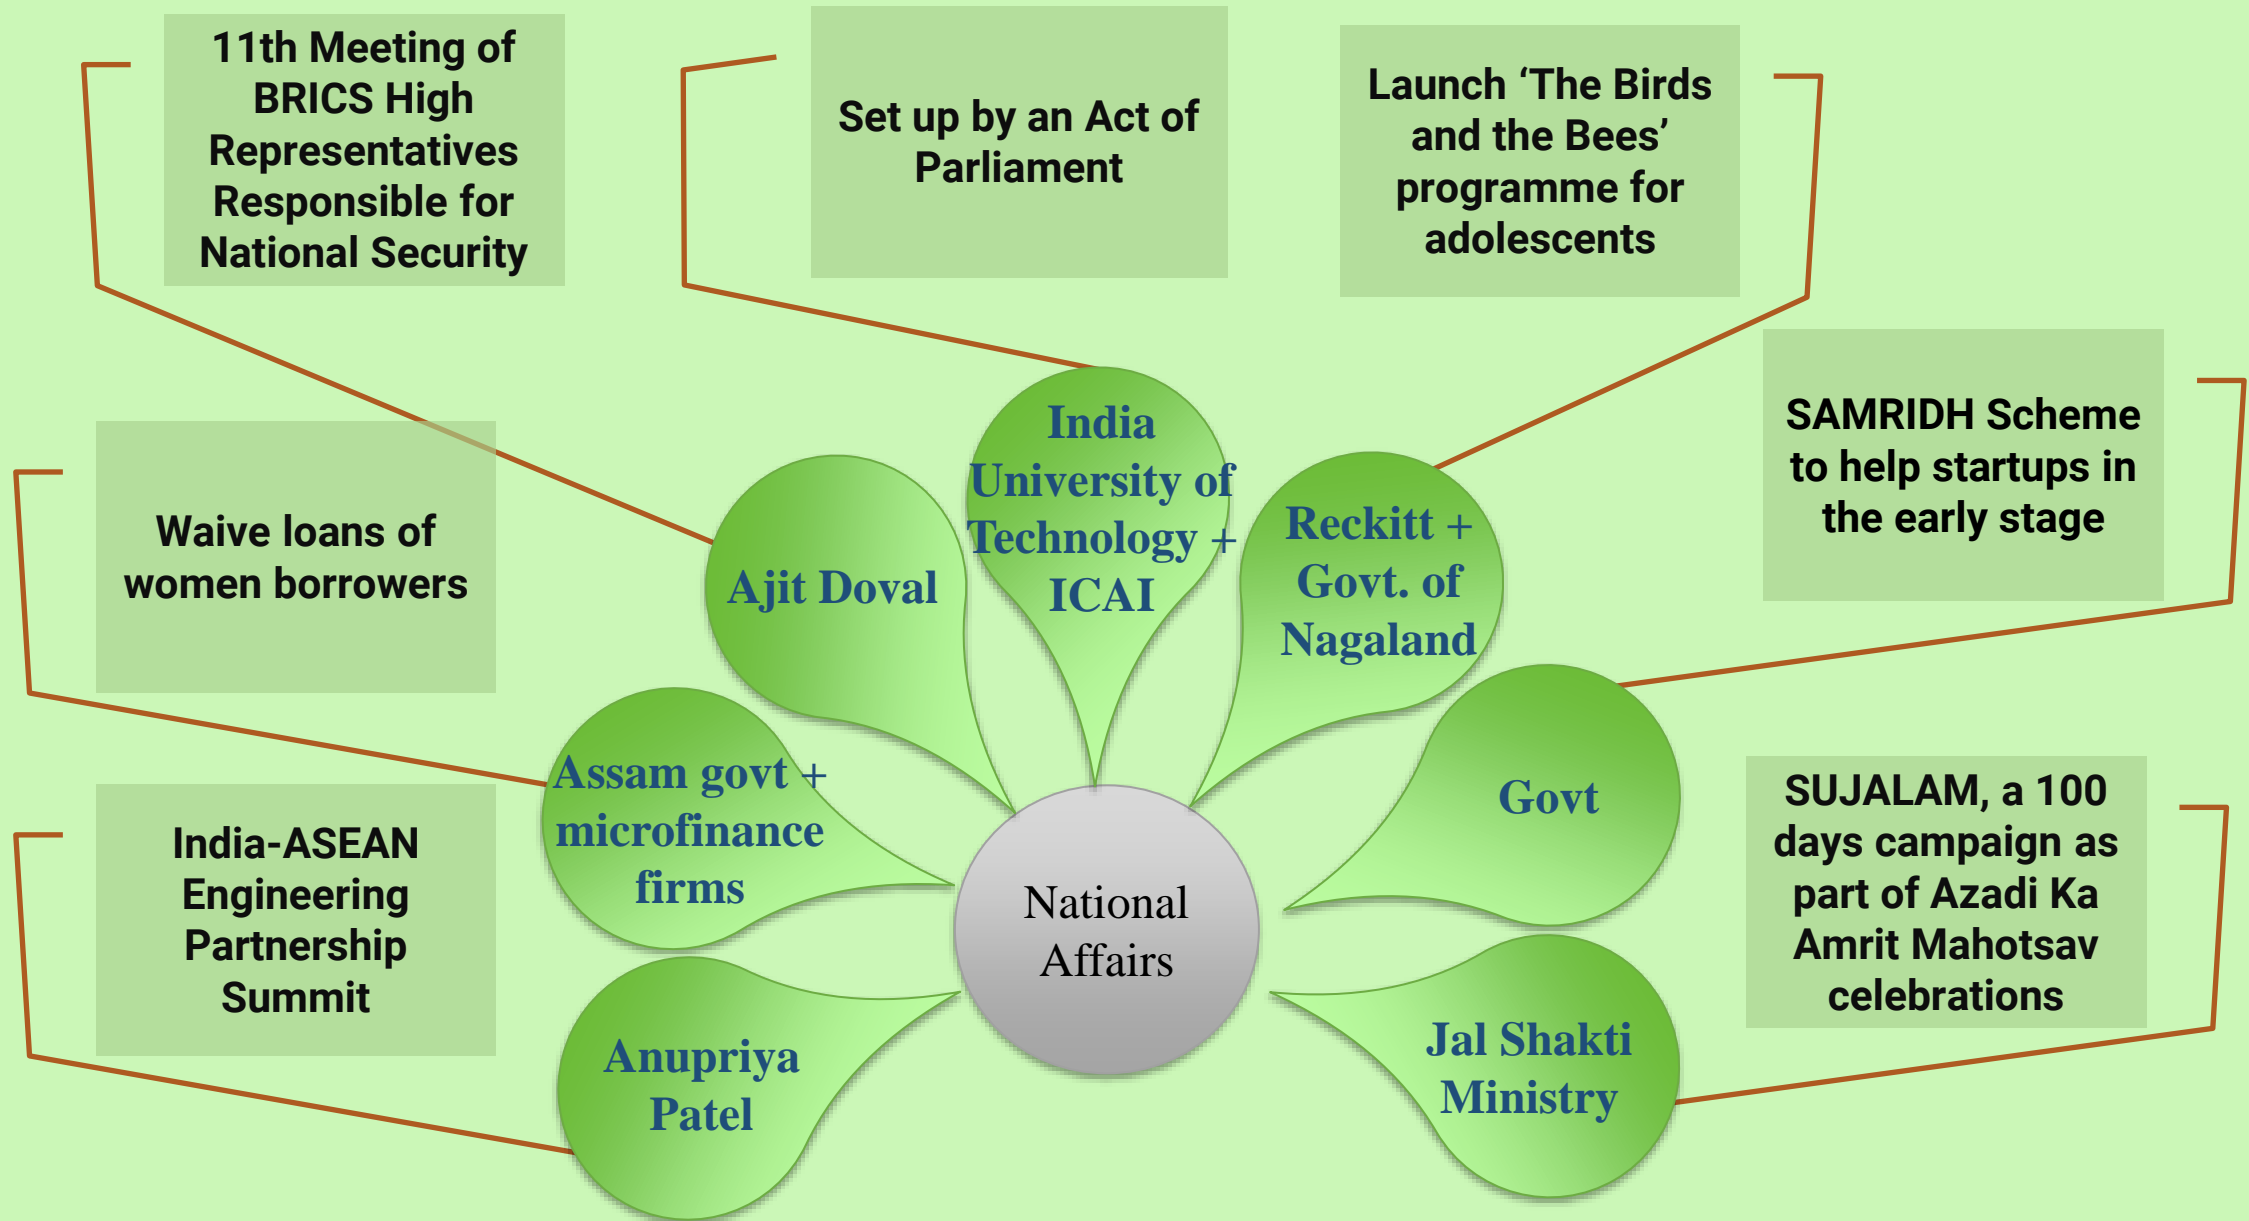 11th Meeting of
BRICS High
Representatives
Responsible for
National Security
Set up by an Act of
Parliament
Launch ‘The Birds
and the Bees’
programme for
adolescents
SAMRIDH Scheme
to help startups in
the early stage
Waive loans of
women borrowers
India
University of
Technology +
ICAI
Ajit Doval
Reckitt +
Govt. of
Nagaland
Assam govt +
microfinance
firms
Govt
SUJALAM, a 100
days campaign as
part of Azadi Ka
Amrit Mahotsav
celebrations
India-ASEAN
Engineering
Partnership
Summit
National
Affairs
Anupriya
Patel
Jal Shakti
Ministry